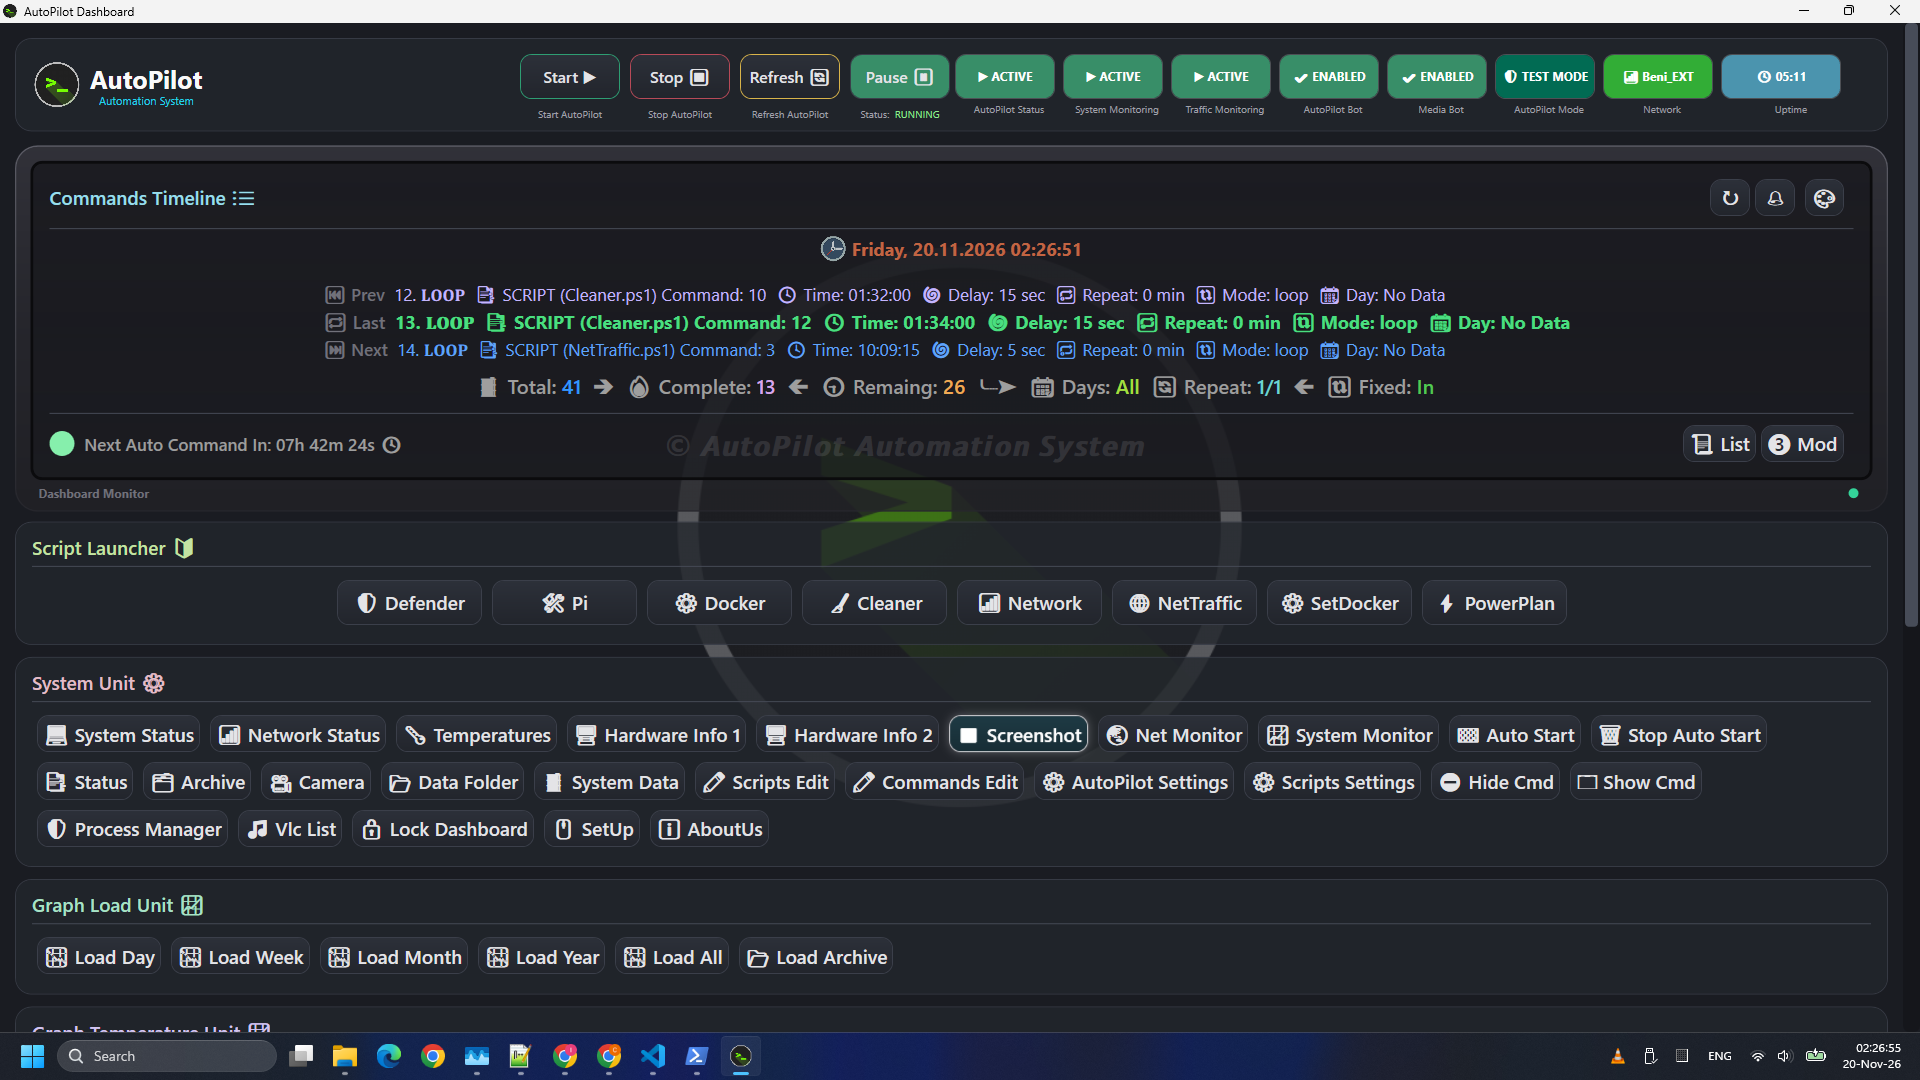 AutoPilot Dashboard
AutoPilot
Automation System
Start
Stop
Refresh
Pause
ACTIVE
ACTIVE
ACTIVE
ENABLED
ENABLED
TEST MODE
Beni_EXT
05:11
Start AutoPilot
Stop AutoPilot
Refresh AutoPilot
Status: RUNNING
AutoPilot Status
System Monitoring
Traffic Monitoring
AutoPilot Bot
Media Bot
AutoPilot Mode
Network
Uptime
Commands Timeline
Friday, 20.11.2026 02:26:51
Prev 12. LOOP SCRIPT (Cleaner.ps1) Command: 10 Time: 01:32:00 Delay: 15 sec Repeat: 0 min Mode: loop Day: No Data
Last 13. LOOP SCRIPT (Cleaner.ps1) Command: 12 Time: 01:34:00 Delay: 15 sec Repeat: 0 min Mode: loop Day: No Data
Next 14. LOOP SCRIPT (NetTraffic.ps1) Command: 3 Time: 10:09:15 Delay: 5 sec Repeat: 0 min Mode: loop Day: No Data
Total: 41 Complete: 13 Remaing: 26 Days: All Repeat: 1/1 Fixed: In
Next Auto Command In: 07h 42m 24s
© AutoPilot Automation System
List
3 Mod
Dashboard Monitor
Script Launcher
Defender
Pi
Docker
Cleaner
Network
NetTraffic
SetDocker
PowerPlan
System Unit
System Status
Network Status
Temperatures
Hardware Info 1
Hardware Info 2
Screenshot
Net Monitor
System Monitor
Auto Start
Stop Auto Start
Status
Archive
Camera
Data Folder
System Data
Scripts Edit
Commands Edit
AutoPilot Settings
Scripts Settings
Hide Cmd
Show Cmd
Process Manager
Vlc List
Lock Dashboard
SetUp
AboutUs
Graph Load Unit
Load Day
Load Week
Load Month
Load Year
Load All
Load Archive
Graph Temperature Unit
Search
ENG
02:26:55
20-Nov-26